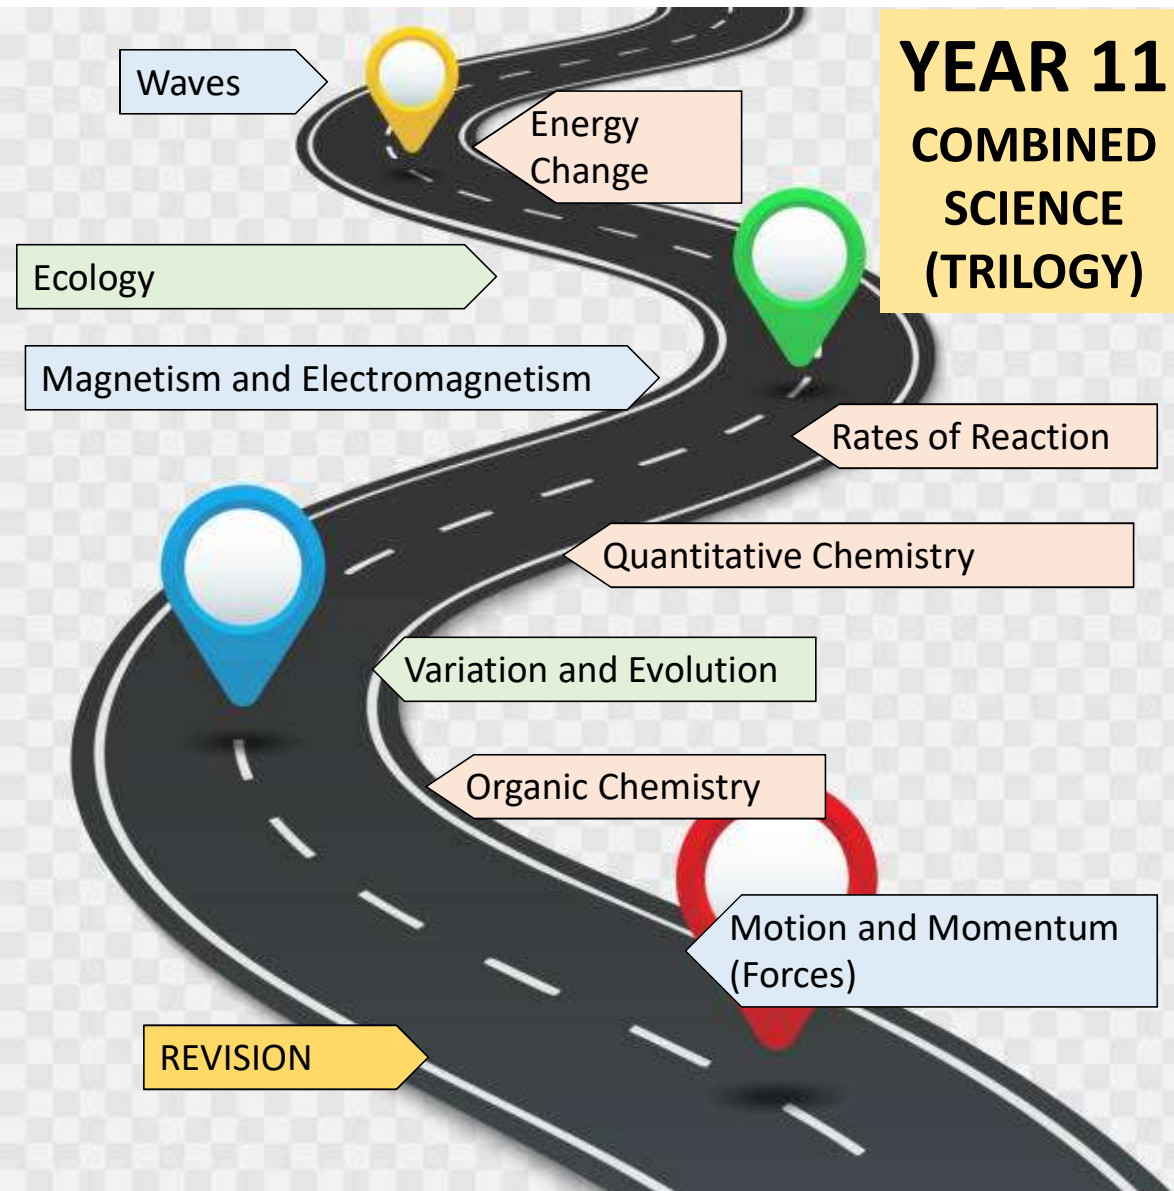 YEAR 11
COMBINED
SCIENCE
(TRILOGY)
Waves
Energy
Change
Ecology
Magnetism and Electromagnetism
Rates of Reaction
Quantitative Chemistry
Variation and Evolution
Organic Chemistry
Motion and Momentum
(Forces)
REVISION